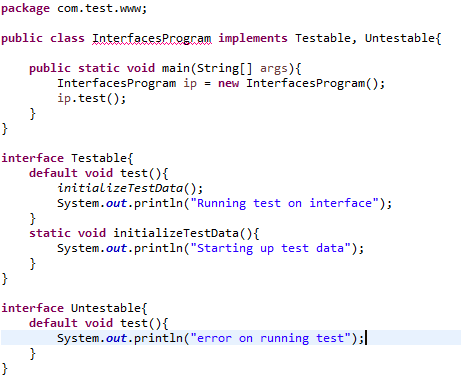 package com.test.www;

public class InterfacesProgram implements Testable, Untestable{

    public static void main(String[] args){
        InterfacesProgram ip = new InterfacesProgram();
        ip.test();
    }
}

interface Testable{
    default void test(){
        initializeTestData();
        System.out.println("Running test on interface");
    }
    static void initializeTestData(){
        System.out.println("Starting up test data");
    }
}

interface Untestable{
    default void test(){
        System.out.println("error on running test");
    }
}